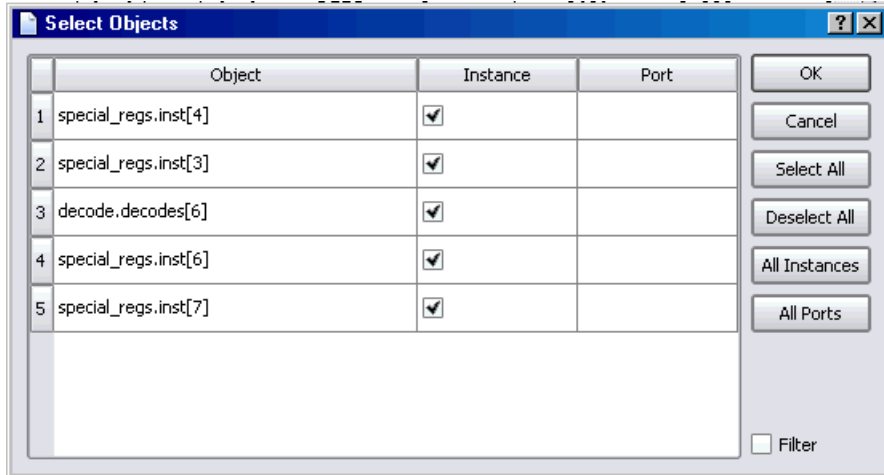 Select Objects
Object Instance Port
1 special_regs.inst[4]
2 special_regs.inst[3]
3 decode.decodes[6]
4 special_regs.inst[6]
5 special_regs.inst[7]
OK
Cancel
Select All
Deselect All
All Instances
All Ports
Filter